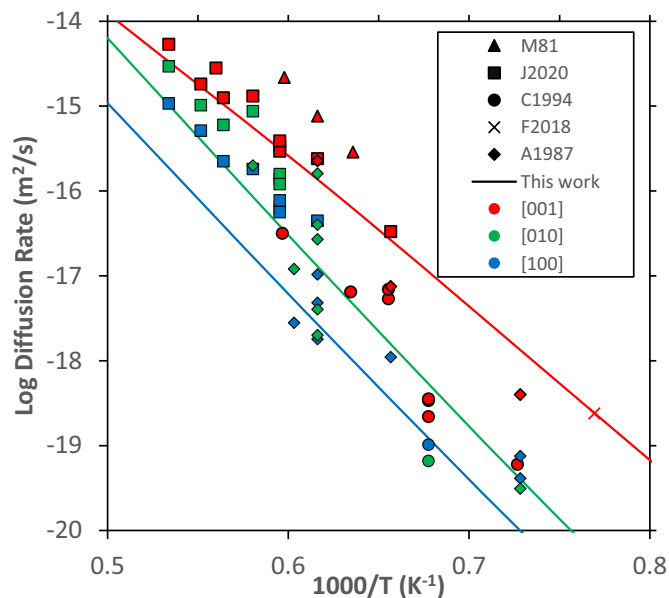 -14
-15
-16
-17
-18
-19
-20
Log Diffusion Rate (m²/s)
M81
J2020
C1994
F2018
A1987
This work
[001]
[010]
[100]
0.5 0.6 0.7 0.8
1000/T (K⁻¹)